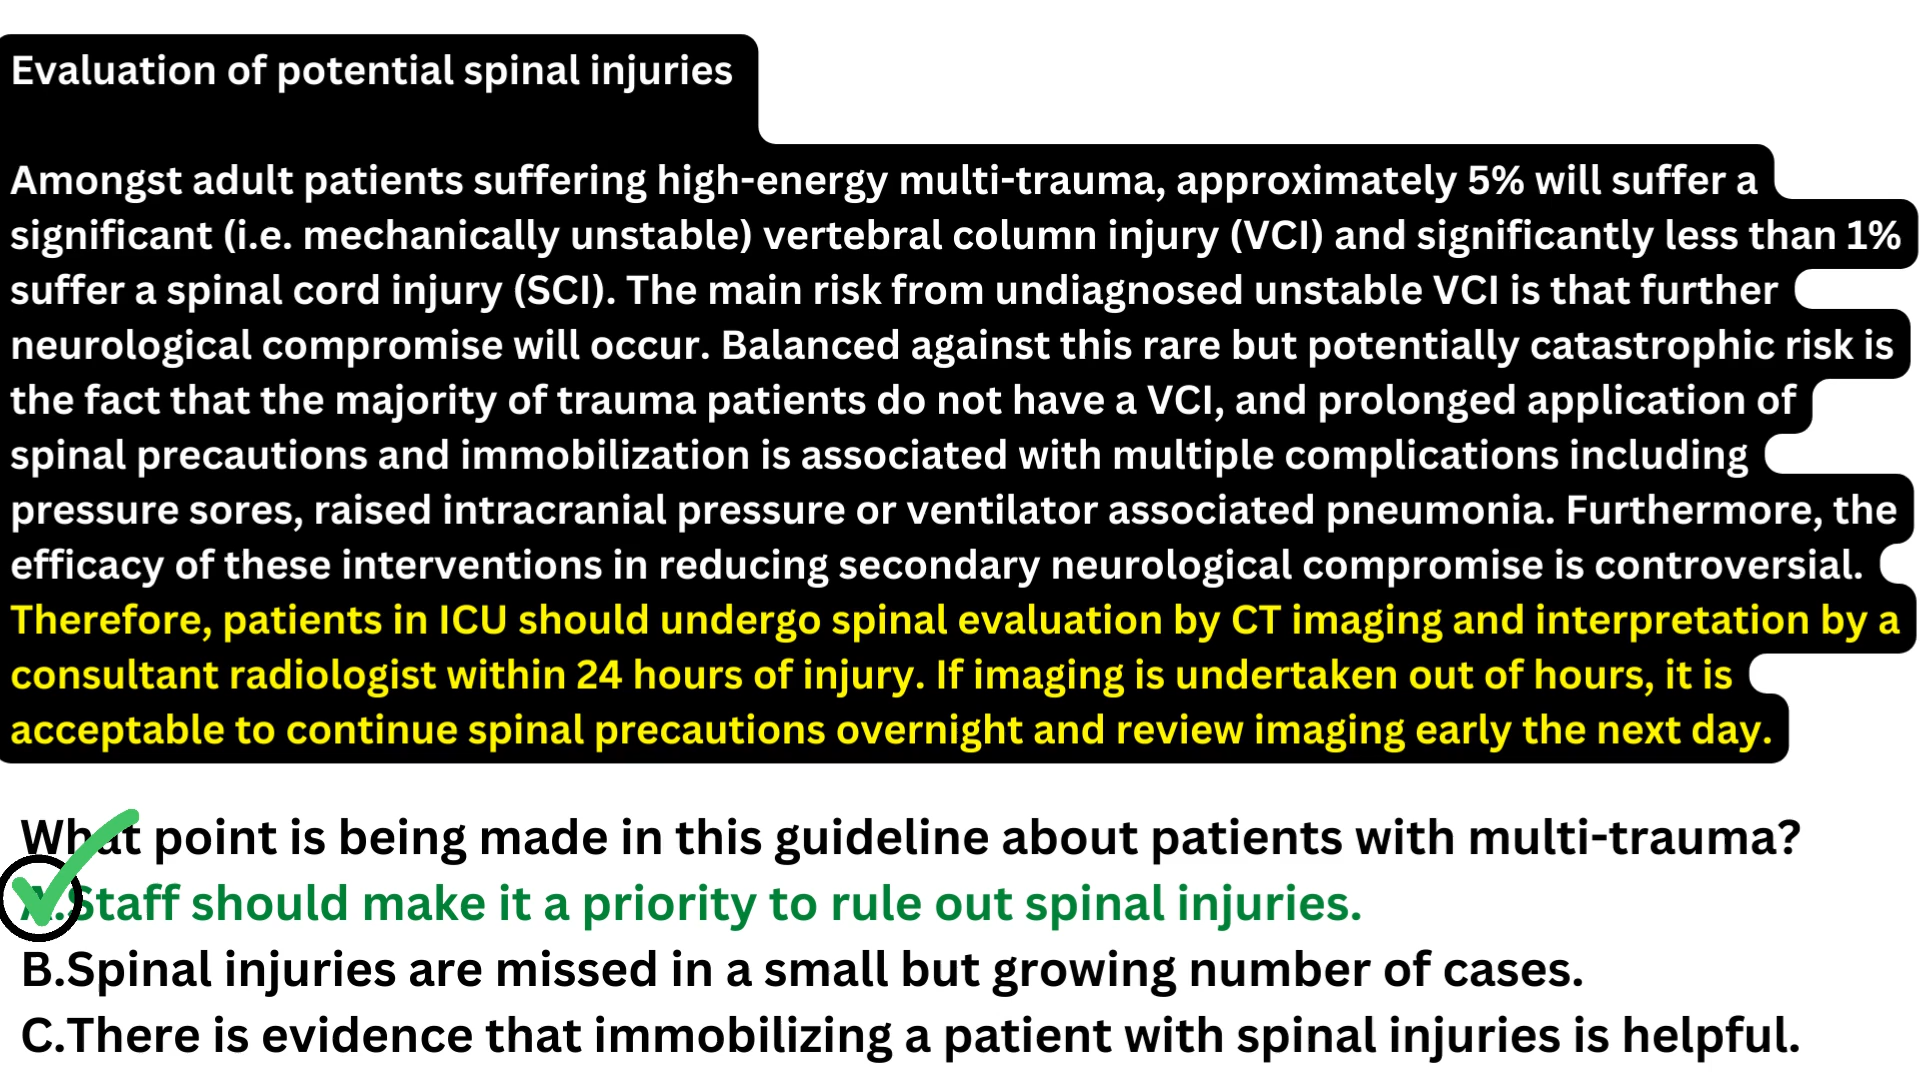 Evaluation of potential spinal injuries
Amongst adult patients suffering high-energy multi-trauma, approximately 5% will suffer a
significant (i.e. mechanically unstable) vertebral column injury (VCI) and significantly less than 1%
suffer a spinal cord injury (SCI). The main risk from undiagnosed unstable VCI is that further
neurological compromise will occur. Balanced against this rare but potentially catastrophic risk is
the fact that the majority of trauma patients do not have a VCI, and prolonged application of
spinal precautions and immobilization is associated with multiple complications including
pressure sores, raised intracranial pressure or ventilator associated pneumonia. Furthermore, the
efficacy of these interventions in reducing secondary neurological compromise is controversial.
Therefore, patients in ICU should undergo spinal evaluation by CT imaging and interpretation by a
consultant radiologist within 24 hours of injury. If imaging is undertaken out of hours, it is
acceptable to continue spinal precautions overnight and review imaging early the next day.
What point is being made in this guideline about patients with multi-trauma?
A.Staff should make it a priority to rule out spinal injuries.
B.Spinal injuries are missed in a small but growing number of cases.
C.There is evidence that immobilizing a patient with spinal injuries is helpful.